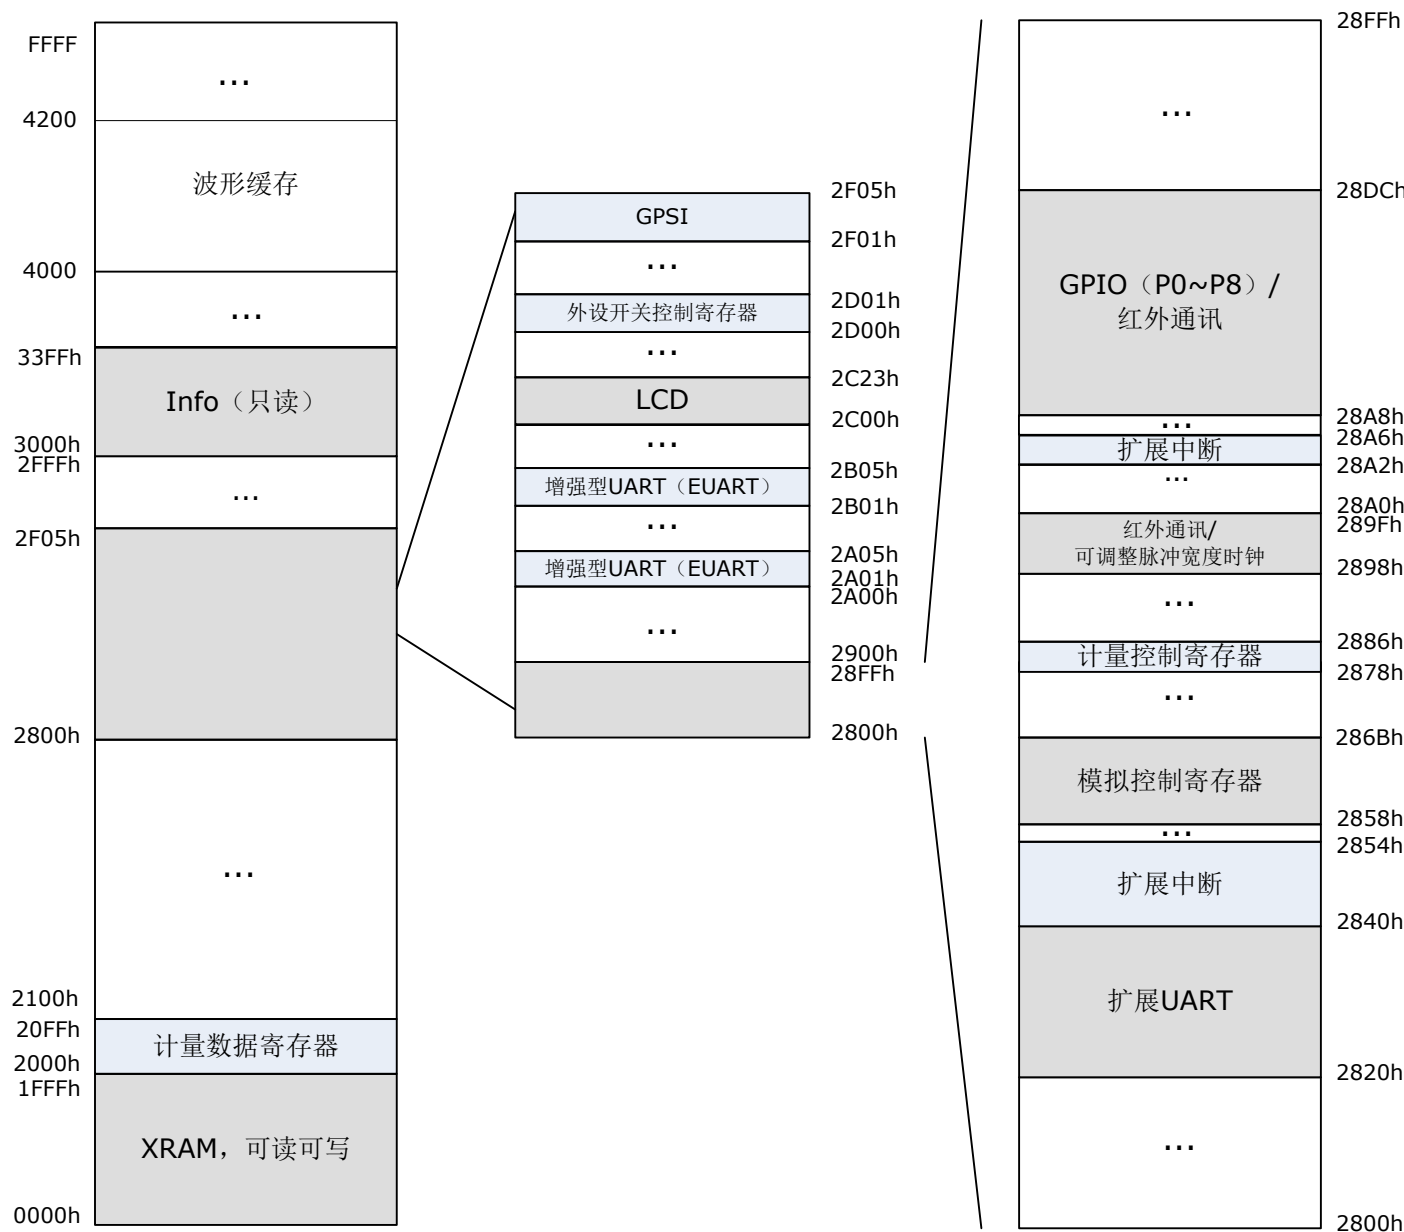 FFFF
…
4200
波形缓存
4000
…
33FFh
Info（只读）
3000h
2FFFh
…
2F05h
2800h
…
2100h
20FFh
计量数据寄存器
2000h
1FFFh
XRAM，可读可写
0000h
2F05h
GPSI
2F01h
…
2D01h
外设开关控制寄存器
2D00h
…
2C23h
LCD
2C00h
…
2B05h
增强型UART（EUART）
2B01h
…
2A05h
增强型UART（EUART）
2A01h
2A00h
…
2900h
28FFh
2800h
28FFh
…
28DCh
GPIO（P0~P8）/
红外通讯
28A8h
…
28A6h
扩展中断
28A2h
…
28A0h
289Fh
红外通讯/
可调整脉冲宽度时钟
2898h
…
2886h
计量控制寄存器
2878h
…
286Bh
模拟控制寄存器
2858h
…
2854h
扩展中断
2840h
扩展UART
2820h
…
2800h